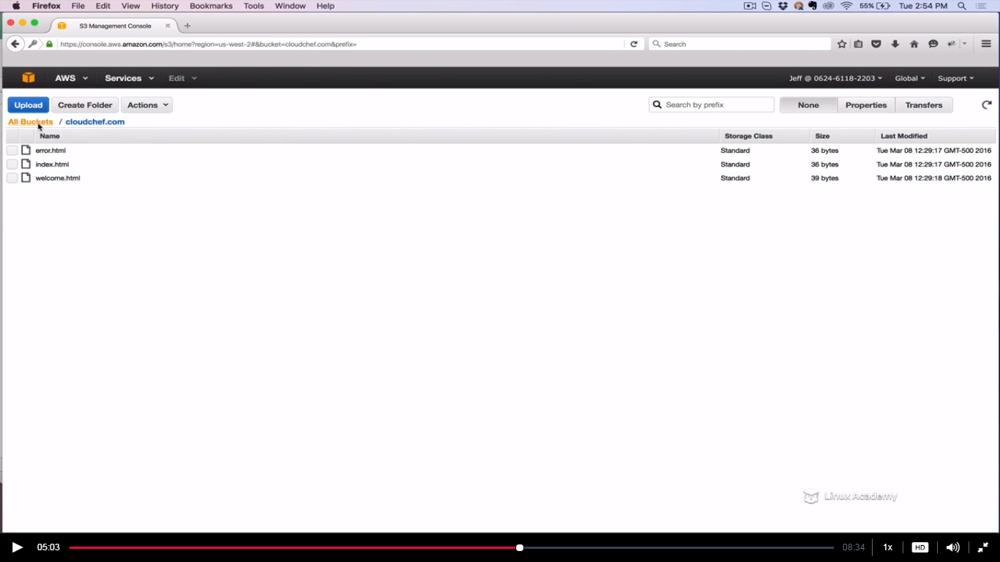 Firefox File Edit View History Bookmarks Tools Window Help 55% Tue 2:54 PM
S3 Management Console
https://console.aws.amazon.com/s3/home?region=us-west-2#&bucket=cloudchef.com&prefix= Search
AWS Services Edit Jeff @ 0624-6118-2203 Global Support
Upload Create Folder Actions Search by prefix None Properties Transfers
All Buckets / cloudchef.com
Name Storage Class Size Last Modified
error.html Standard 36 bytes Tue Mar 08 12:29:17 GMT-500 2016
index.html Standard 36 bytes Tue Mar 08 12:29:17 GMT-500 2016
welcome.html Standard 39 bytes Tue Mar 08 12:29:18 GMT-500 2016
Linux Academy
05:03 08:34 1x HD